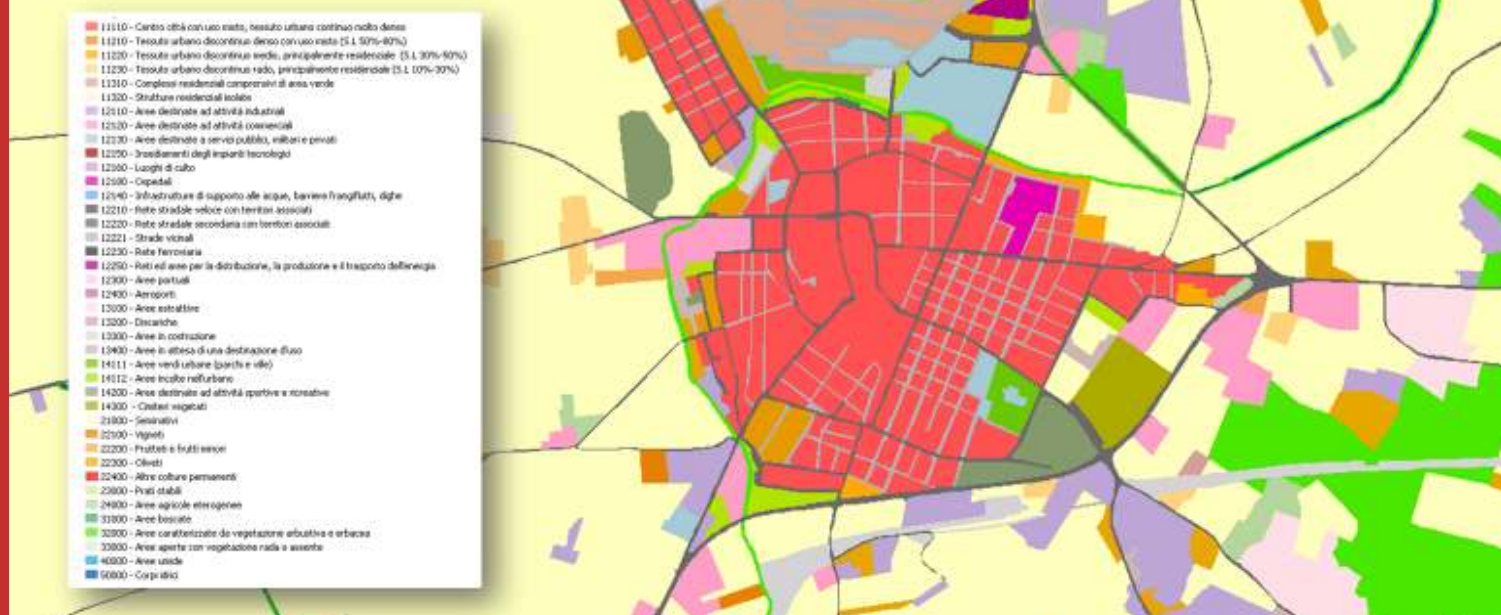 11110 - Centro città con uso misto, tessuto urbano continuo molto denso
11210 - Tessuto urbano discontinuo denso con uso misto (S.L 50%-80%)
11220 - Tessuto urbano discontinuo medio, principalmente residenziale (S.L 30%-50%)
11230 - Tessuto urbano discontinuo rado, principalmente residenziale (S.L 10%-30%)
11310 - Complessi residenziali comprensivi di area verde
11320 - Strutture residenziali isolate
12110 - Aree destinate ad attività industriali
12120 - Aree destinate ad attività commerciali
12130 - Aree destinate a servizi pubblici, militari e privati
12150 - Insediamenti degli impianti tecnologici
12160 - Luoghi di culto
12180 - Ospedali
12140 - Infrastrutture di supporto alle acque, barriere frangiflutti, dighe
12210 - Rete stradale veloce con territori associati
12220 - Rete stradale secondaria con territori associati
12221 - Strade vicinali
12230 - Rete ferroviaria
12250 - Reti ed aree per la distribuzione, la produzione e il trasporto dell'energia
12300 - Aree portuali
12400 - Aeroporti
13100 - Aree estrattive
13200 - Discariche
13300 - Aree in costruzione
13400 - Aree in attesa di una destinazione d'uso
14111 - Aree verdi urbane (parchi e ville)
14112 - Aree incolte nell'urbano
14200 - Aree destinate ad attività sportive e ricreative
14300 - Cimiteri vegetati
21000 - Seminativi
22100 - Vigneti
22200 - Frutteti e frutti minori
22300 - Oliveti
22400 - Altre colture permanenti
23000 - Prati stabili
24000 - Aree agricole eterogenee
31000 - Aree boscate
32000 - Aree caratterizzate da vegetazione arbustiva e erbacea
33000 - Aree aperte con vegetazione rada o assente
40000 - Aree umide
50000 - Corpi idrici